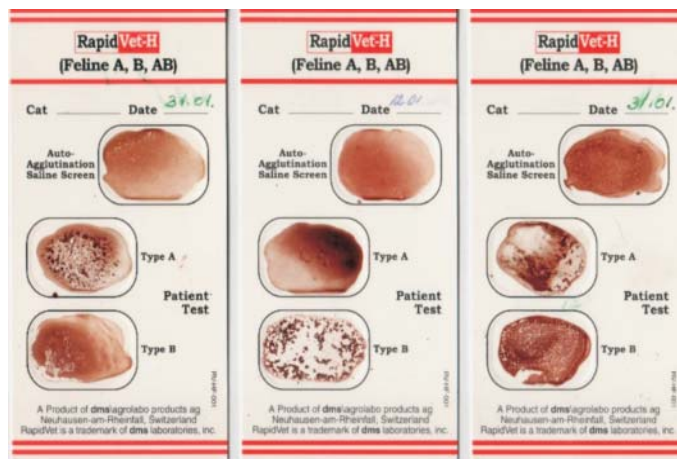 RapidVet-H
(Feline A, B, AB)
Cat Date 31.01.
Auto-
Agglutination
Saline Screen
Type A
Patient
Test
Type B
A Product of dms\agrolabo products ag
Neuhausen-am-Rheinfall, Switzerland
RapidVet is a trademark of dms laboratories, inc.
RapidVet-H
(Feline A, B, AB)
Cat Date 12.01
Auto-
Agglutination
Saline Screen
Type A
Patient
Test
Type B
A Product of dms\agrolabo products ag
Neuhausen-am-Rheinfall, Switzerland
RapidVet is a trademark of dms laboratories, inc.
RapidVet-H
(Feline A, B, AB)
Cat Date 31.01.
Auto-
Agglutination
Saline Screen
Type A
Patient
Test
Type B
A Product of dms\agrolabo products ag
Neuhausen-am-Rheinfall, Switzerland
RapidVet is a trademark of dms laboratories, inc.